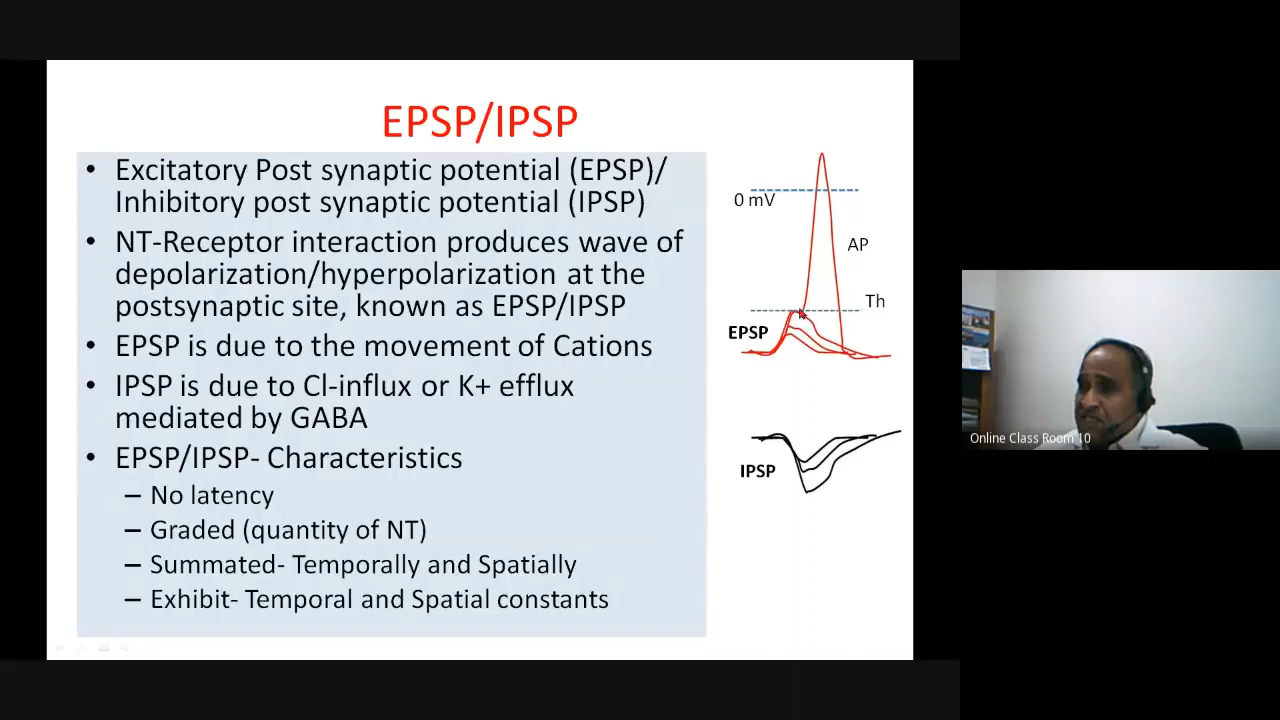 EPSP/IPSP
• Excitatory Post synaptic potential (EPSP)/
Inhibitory post synaptic potential (IPSP)
• NT-Receptor interaction produces wave of
depolarization/hyperpolarization at the
postsynaptic site, known as EPSP/IPSP
• EPSP is due to the movement of Cations
• IPSP is due to Cl-influx or K+ efflux
mediated by GABA
• EPSP/IPSP- Characteristics
– No latency
– Graded (quantity of NT)
– Summated- Temporally and Spatially
– Exhibit- Temporal and Spatial constants
0 mV
AP
Th
EPSP
IPSP
Online Class Room 10